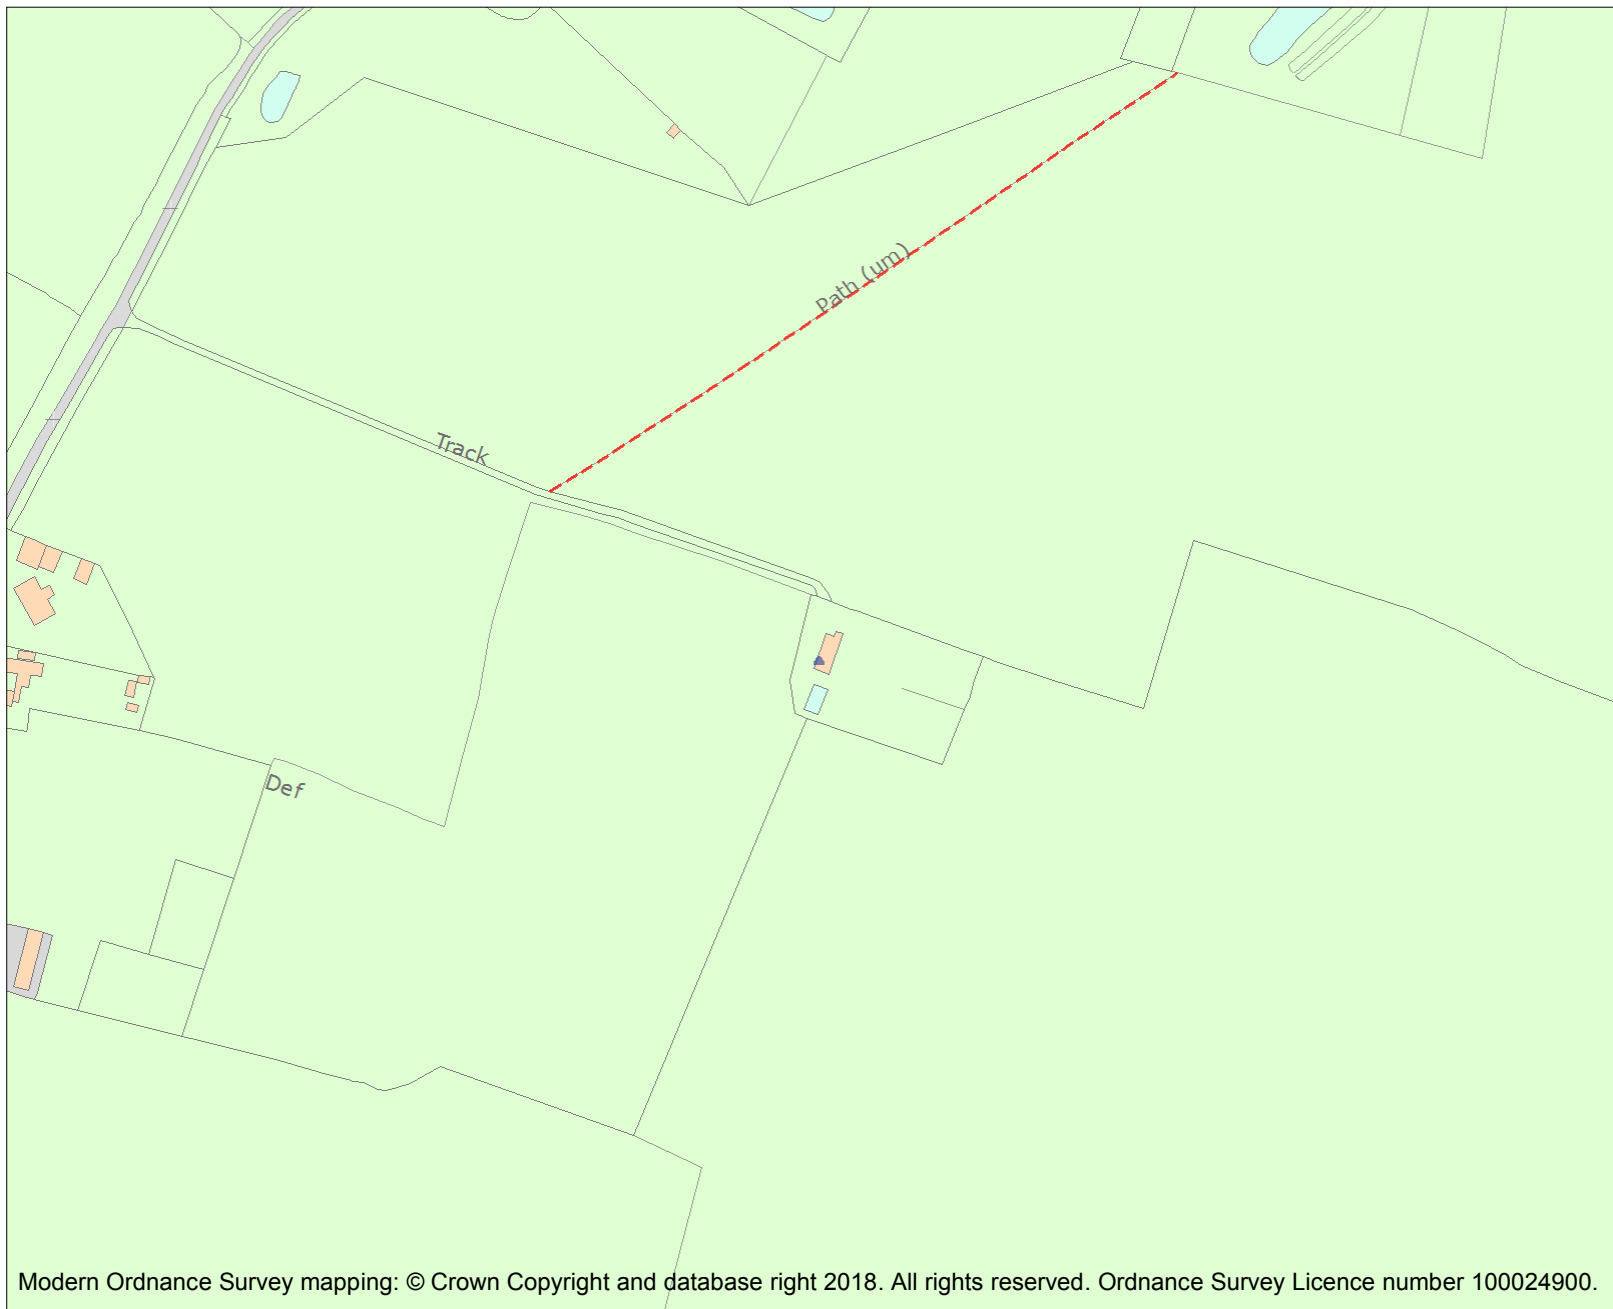 Path (um)
Track
Def
Modern Ordnance Survey mapping: © Crown Copyright and database right 2018. All rights reserved. Ordnance Survey Licence number 100024900.